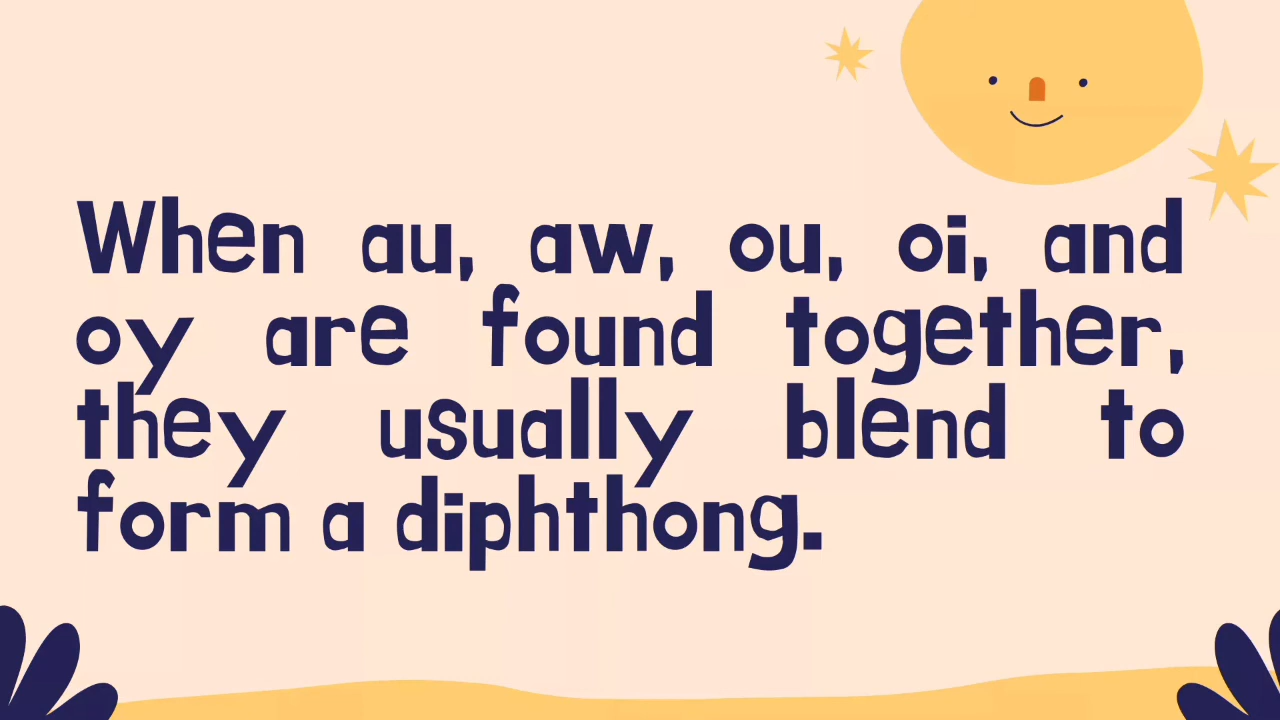 When au, aw, ou, oi, and
oy are found together,
they usually blend to
form a diphthong.